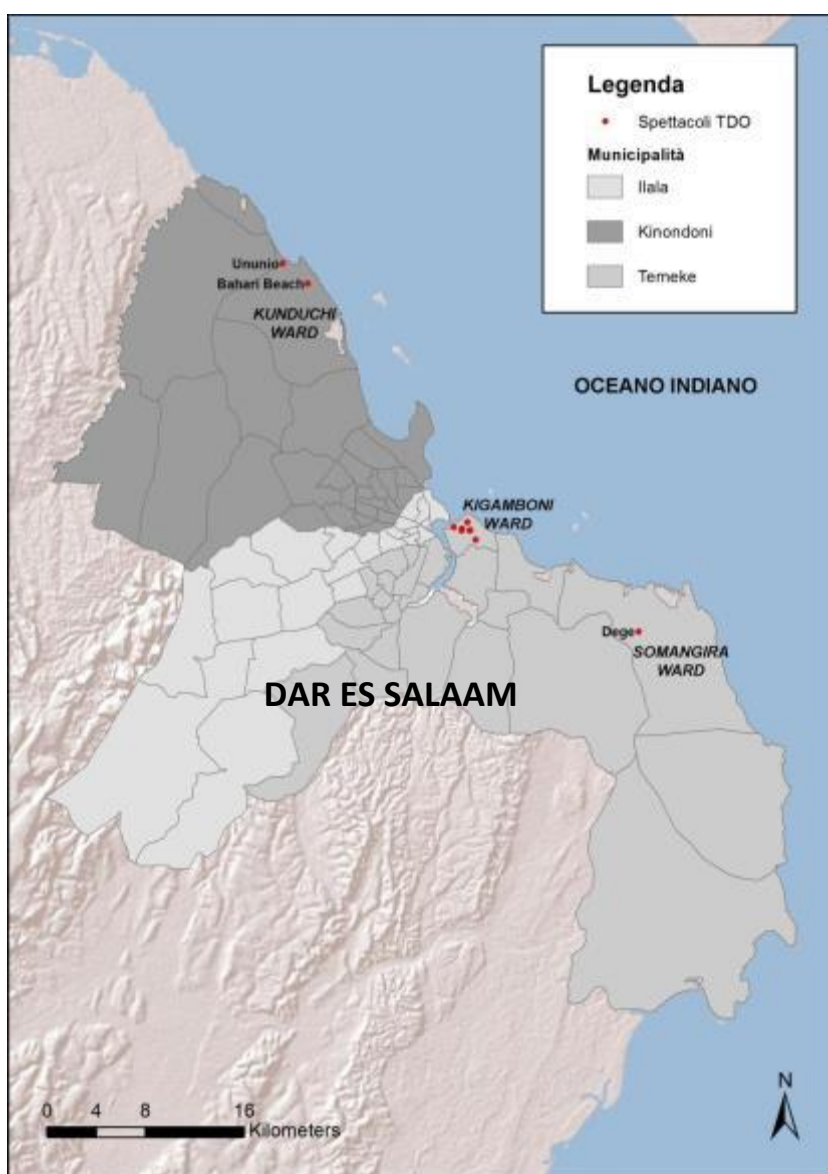 Legenda
Spettacoli TDO
Municipalità
Ilala
Kinondoni
Temeke
Ununio
Bahari Beach
KUNDUCHI
WARD
OCEANO INDIANO
KIGAMBONI
WARD
Dege
SOMANGIRA
WARD
DAR ES SALAAM
N
0 4 8 16
Kilometers